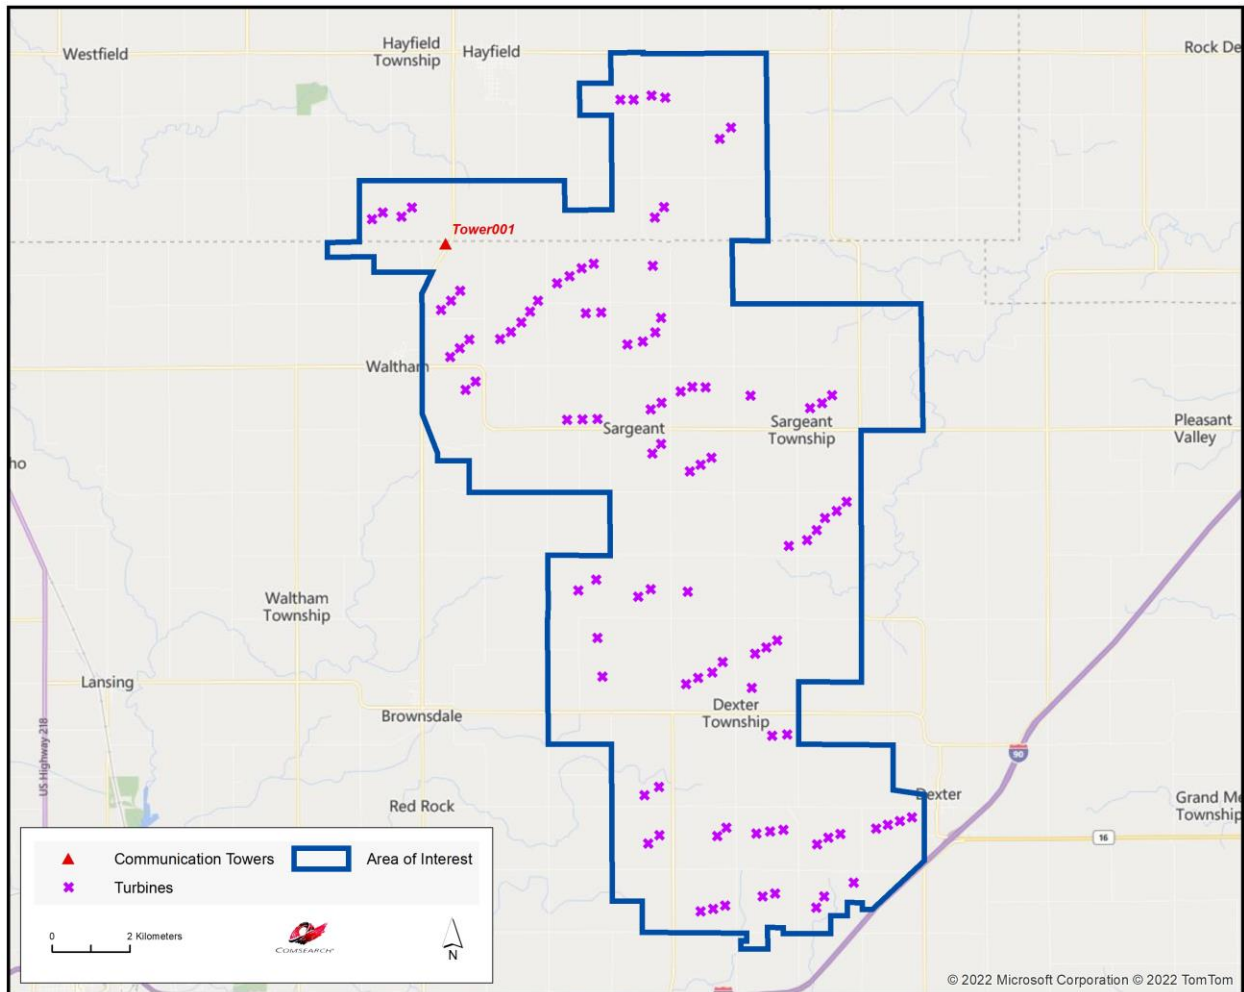 Westfield
Hayfield
Township
Hayfield
Rock De
Tower001
Waltham
Sargeant
Sargeant
Township
Pleasant
Valley
ho
Waltham
Township
Lansing
Brownsdale
Dexter
Township
US Highway 218
90
Red Rock
Dexter
Grand Me
Township
16
Communication Towers
Area of Interest
Turbines
0
2 Kilometers
COMSEARCH
N
© 2022 Microsoft Corporation © 2022 TomTom